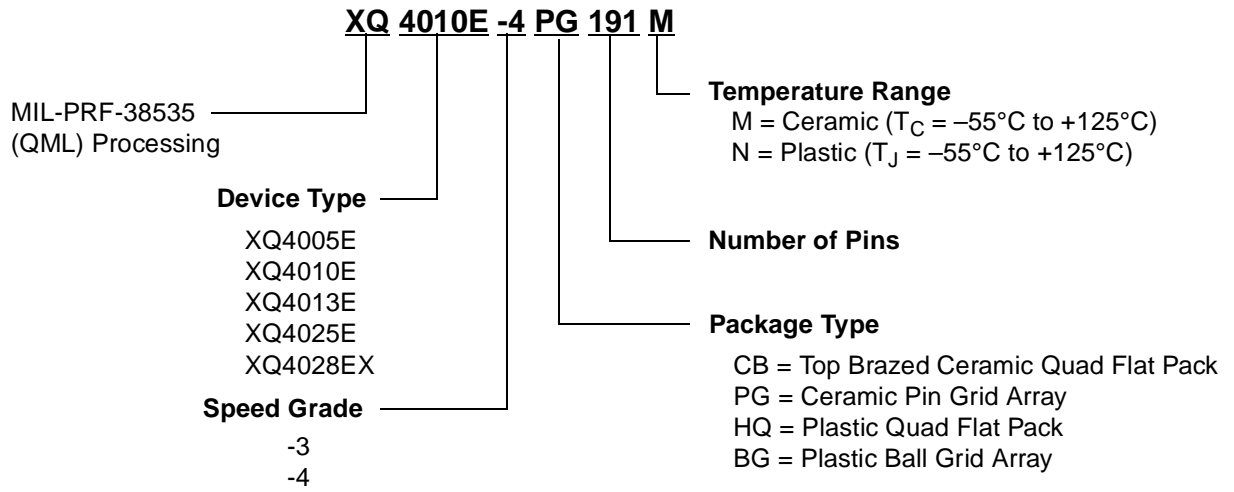 XQ 4010E -4 PG 191 M
MIL-PRF-38535
(QML) Processing
Device Type
XQ4005E
XQ4010E
XQ4013E
XQ4025E
XQ4028EX
Speed Grade
-3
-4
Temperature Range
M = Ceramic (TC = –55°C to +125°C)
N = Plastic (TJ = –55°C to +125°C)
Number of Pins
Package Type
CB = Top Brazed Ceramic Quad Flat Pack
PG = Ceramic Pin Grid Array
HQ = Plastic Quad Flat Pack
BG = Plastic Ball Grid Array